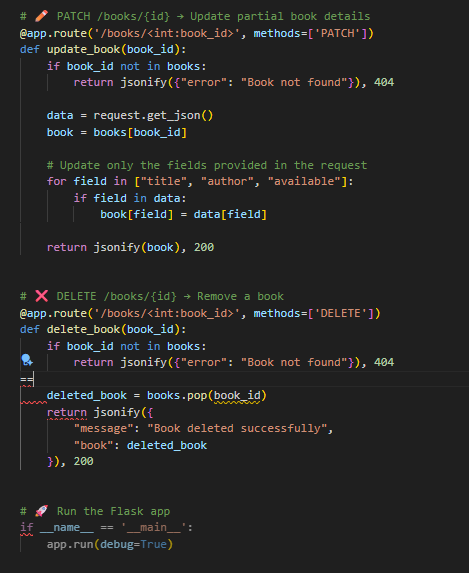 # 🖍️ PATCH /books/{id} → Update partial book details
@app.route('/books/<int:book_id>', methods=['PATCH'])
def update_book(book_id):
    if book_id not in books:
        return jsonify({"error": "Book not found"}), 404

    data = request.get_json()
    book = books[book_id]

    # Update only the fields provided in the request
    for field in ["title", "author", "available"]:
        if field in data:
            book[field] = data[field]

    return jsonify(book), 200


# ❌ DELETE /books/{id} → Remove a book
@app.route('/books/<int:book_id>', methods=['DELETE'])
def delete_book(book_id):
    if book_id not in books:
        return jsonify({"error": "Book not found"}), 404
==
    deleted_book = books.pop(book_id)
    return jsonify({
        "message": "Book deleted successfully",
        "book": deleted_book
    }), 200


# 🚀 Run the Flask app
if __name__ == '__main__':
    app.run(debug=True)